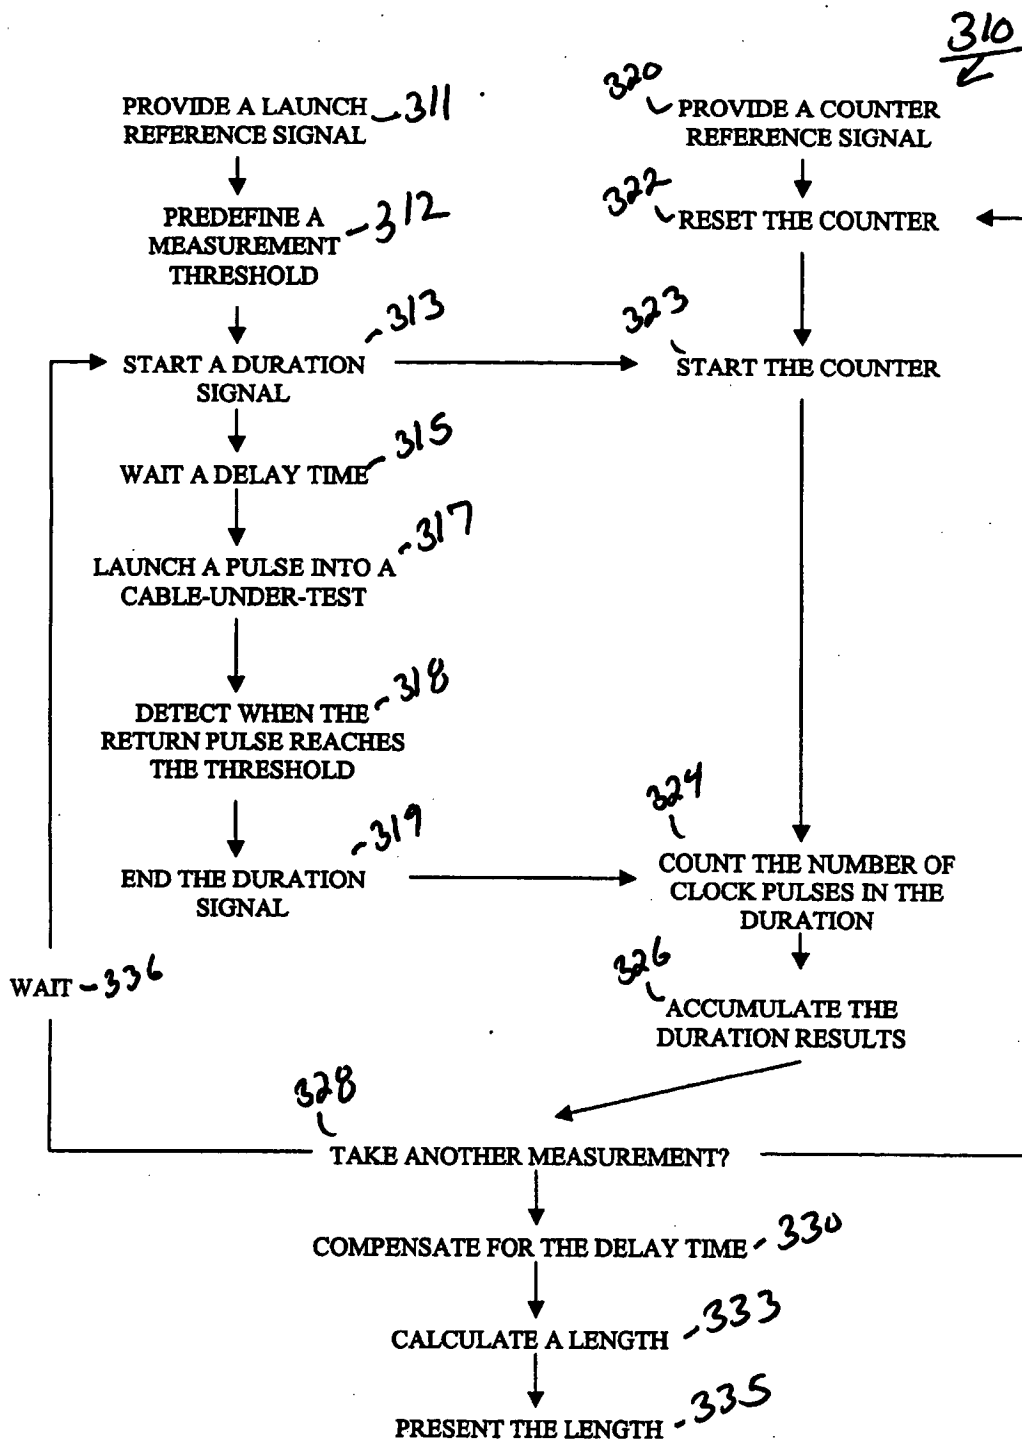 310
PROVIDE A LAUNCH
REFERENCE SIGNAL
311
PREDEFINE A
MEASUREMENT
THRESHOLD
312
START A DURATION
SIGNAL
313
WAIT A DELAY TIME
315
LAUNCH A PULSE INTO A
CABLE-UNDER-TEST
317
DETECT WHEN THE
RETURN PULSE REACHES
THE THRESHOLD
318
END THE DURATION
SIGNAL
319
320
PROVIDE A COUNTER
REFERENCE SIGNAL
322
RESET THE COUNTER
323
START THE COUNTER
324
COUNT THE NUMBER OF
CLOCK PULSES IN THE
DURATION
326
ACCUMULATE THE
DURATION RESULTS
WAIT
336
328
TAKE ANOTHER MEASUREMENT?
COMPENSATE FOR THE DELAY TIME
330
CALCULATE A LENGTH
333
PRESENT THE LENGTH
335